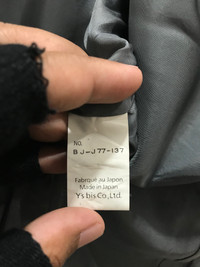 NO.
BJ-J77-137
Fabriqué au Japon
Made in Japan
Y's bis Co., Ltd.